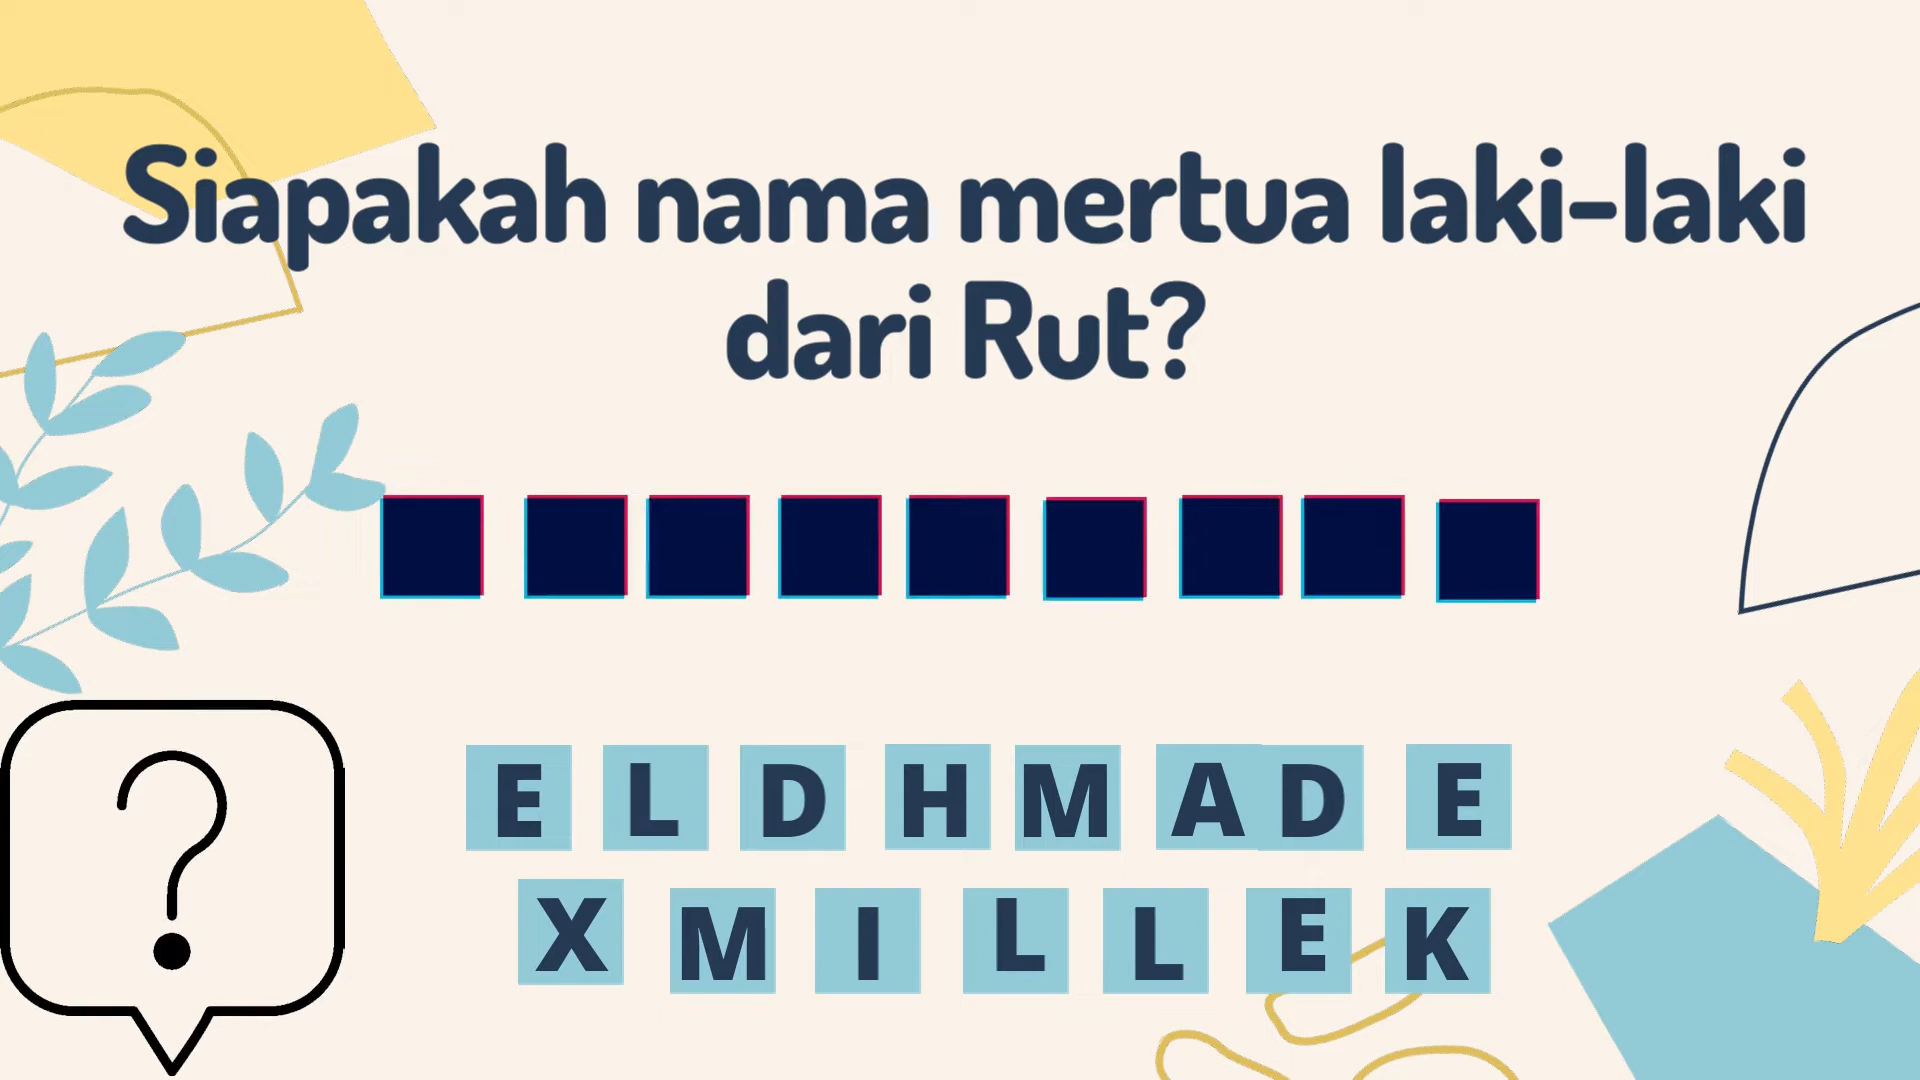 Siapakah nama mertua laki-laki
dari Rut?
E L D H M A D E
X M I L L E K
?